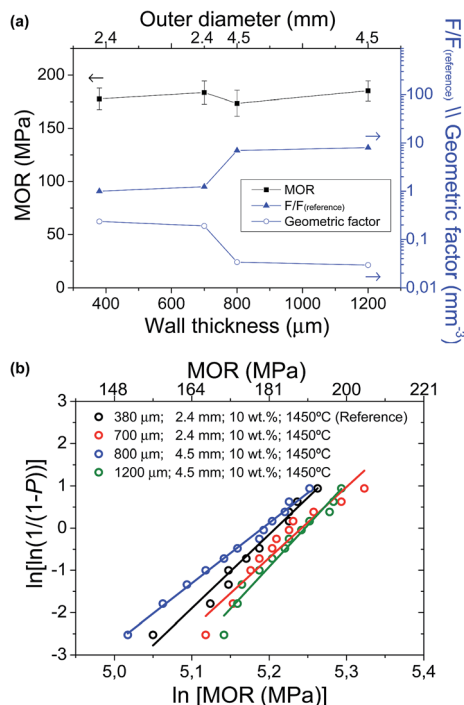 (a)
Outer diameter (mm)
2.4 2.4 4.5 4.5
200
150
100
50
0
MOR (MPa)
100
10
1
0,1
0,01
F/F(reference) \\ Geometric factor (mm-3)
MOR
F/F(reference)
Geometric factor
400 600 800 1000 1200
Wall thickness (μm)
(b)
MOR (MPa)
148 164 181 200 221
380 μm; 2.4 mm; 10 wt.%; 1450ºC (Reference)
700 μm; 2.4 mm; 10 wt.%; 1450ºC
800 μm; 4.5 mm; 10 wt.%; 1450ºC
1200 μm; 4.5 mm; 10 wt.%; 1450ºC
3
2
1
0
-1
-2
-3
ln[ln(1/(1-P))]
5,0 5,1 5,2 5,3 5,4
ln [MOR (MPa)]